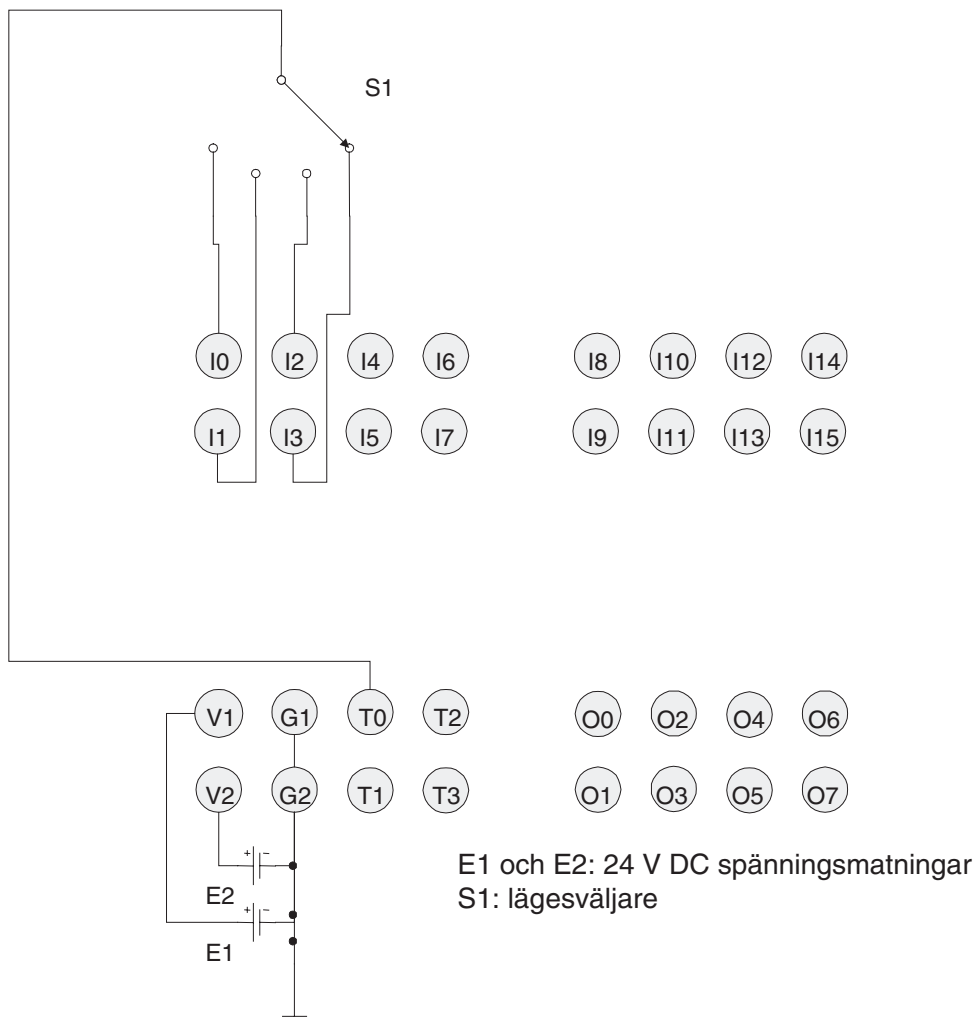 S1
I0 I2 I4 I6 I8 I10 I12 I14
I1 I3 I5 I7 I9 I11 I13 I15
V1 G1 T0 T2 O0 O2 O4 O6
V2 G2 T1 T3 O1 O3 O5 O7
+ –
E2
+ –
E1
E1 och E2: 24 V DC spänningsmatningar
S1: lägesväljare